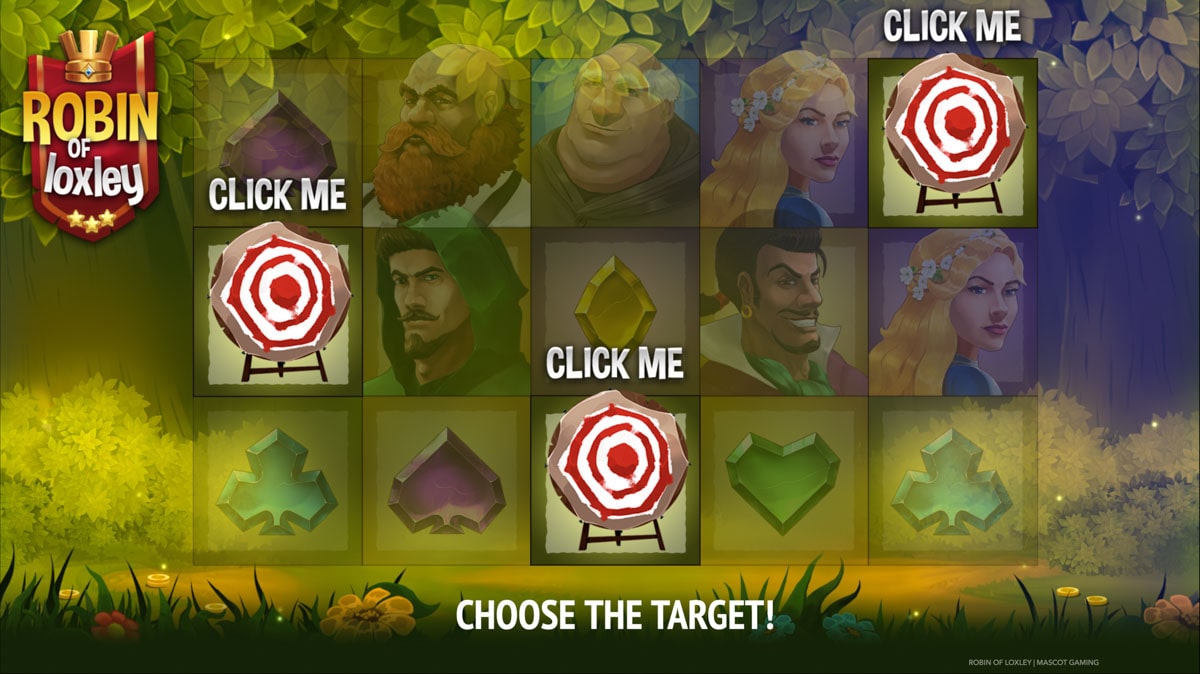 CLICK ME
ROBIN
OF
loxley
CLICK ME
CLICK ME
CHOOSE THE TARGET!
ROBIN OF LOXLEY | MASCOT GAMING